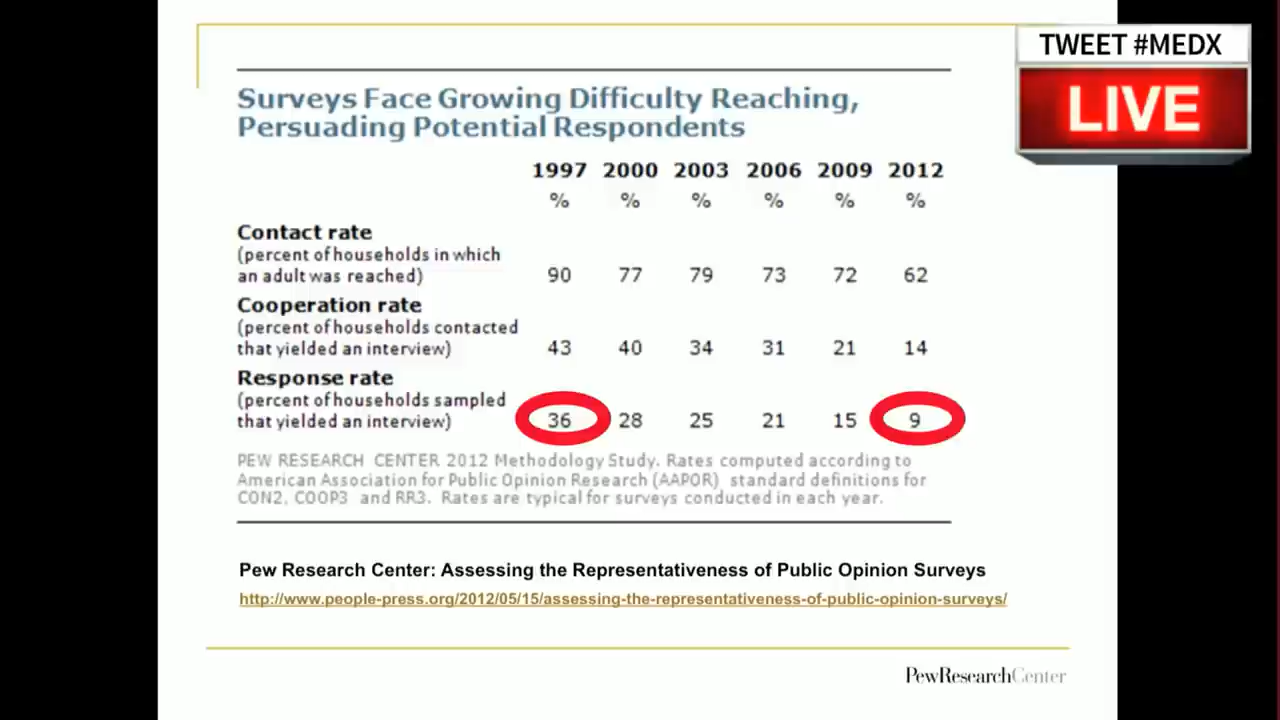 TWEET #MEDX
LIVE
Surveys Face Growing Difficulty Reaching,
Persuading Potential Respondents
1997 2000 2003 2006 2009 2012
% % % % % %
Contact rate
(percent of households in which
an adult was reached) 90 77 79 73 72 62
Cooperation rate
(percent of households contacted
that yielded an interview) 43 40 34 31 21 14
Response rate
(percent of households sampled
that yielded an interview) 36 28 25 21 15 9
PEW RESEARCH CENTER 2012 Methodology Study. Rates computed according to
American Association for Public Opinion Research (AAPOR) standard definitions for
CON2, COOP3 and RR3. Rates are typical for surveys conducted in each year.
Pew Research Center: Assessing the Representativeness of Public Opinion Surveys
http://www.people-press.org/2012/05/15/assessing-the-representativeness-of-public-opinion-surveys/
PewResearchCenter